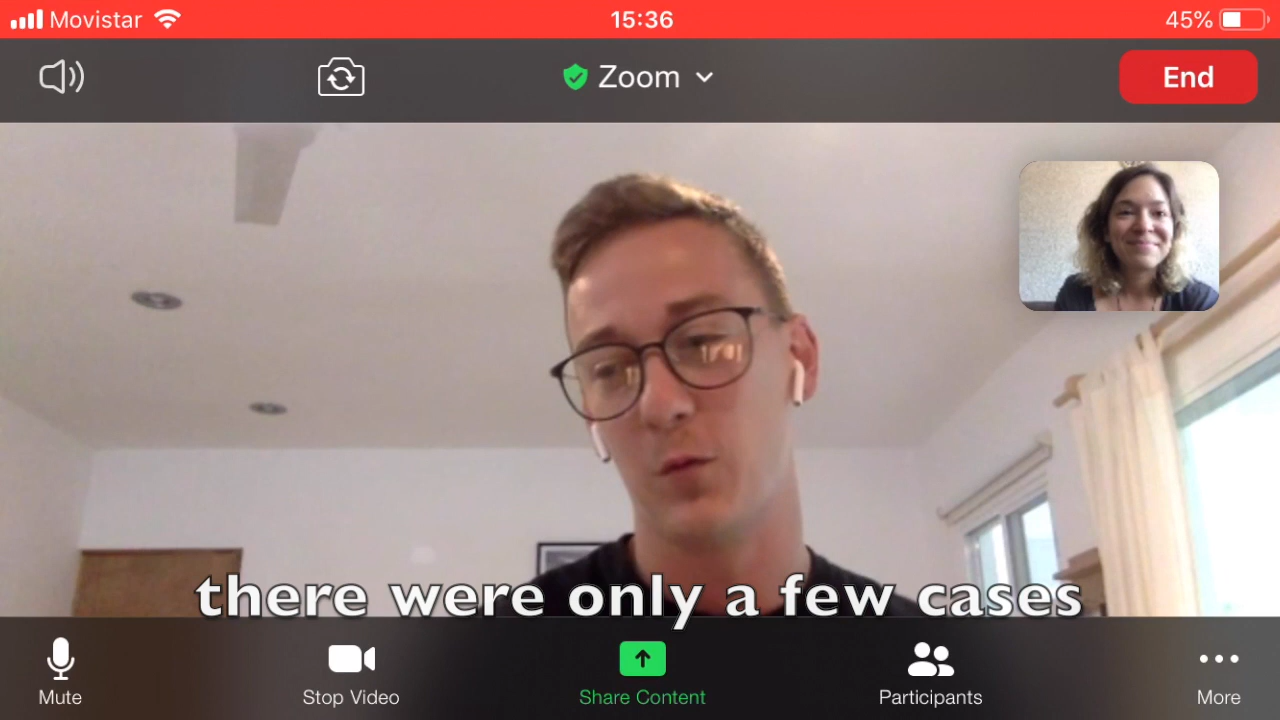 Movistar
15:36
45%
Zoom
End
there were only a few cases
Mute
Stop Video
Share Content
Participants
More